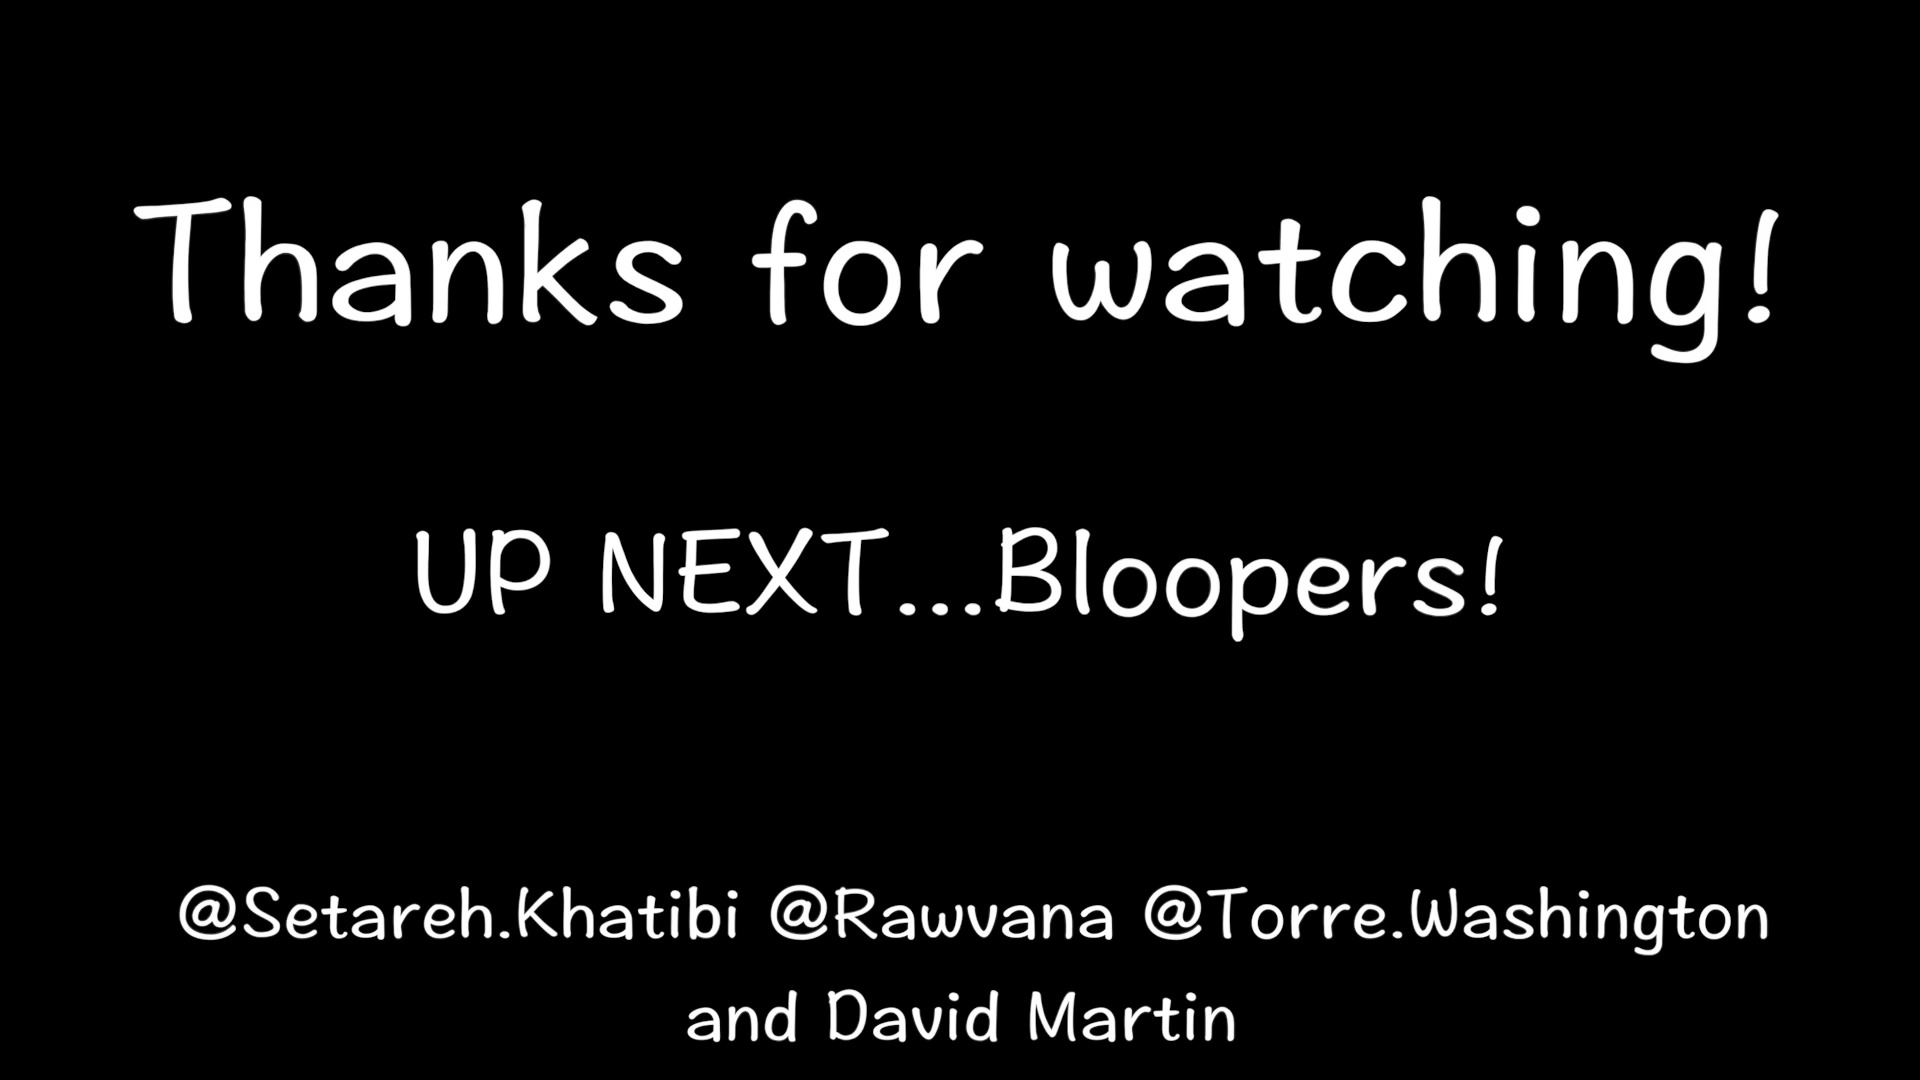 Thanks for watching!
UP NEXT...Bloopers!
@Setareh.Khatibi @Rawvana @Torre.Washington
and David Martin